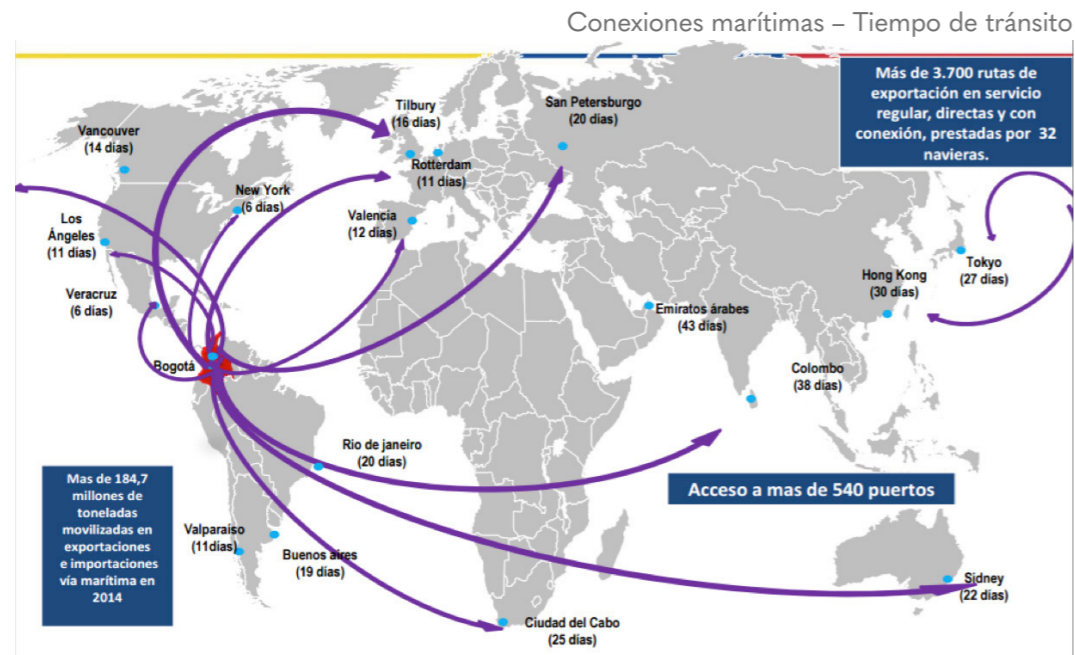 Conexiones marítimas – Tiempo de tránsito
Más de 3.700 rutas de
exportación en servicio
regular, directas y con
conexión, prestadas por 32
navieras.
Tilbury
(16 días)
San Petersburgo
(20 días)
Vancouver
(14 días)
Rotterdam
(11 días)
New York
(6 días)
Valencia
(12 días)
Los
Ángeles
(11 días)
Tokyo
(27 días)
Hong Kong
(30 días)
Veracruz
(6 días)
Emiratos árabes
(43 días)
Bogotá
Colombo
(38 días)
Rio de janeiro
(20 días)
Mas de 184,7
millones de
toneladas
movilizadas en
exportaciones
e importaciones
vía marítima en
2014
Acceso a mas de 540 puertos
Valparaíso
(11días)
Buenos aires
(19 días)
Sidney
(22 días)
Ciudad del Cabo
(25 días)